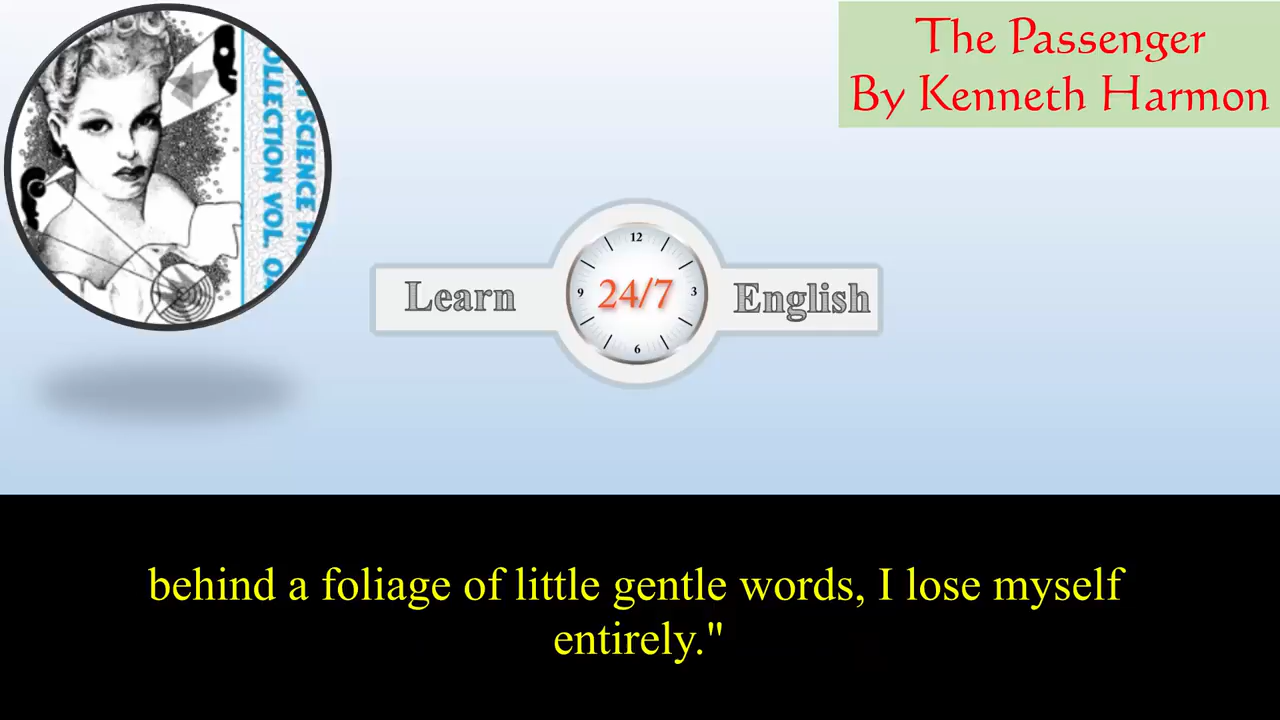 The Passenger
By Kenneth Harmon
SCIENCE
OLLECTION VOL.
Learn
24/7
English
12
3
6
9
behind a foliage of little gentle words, I lose myself
entirely."